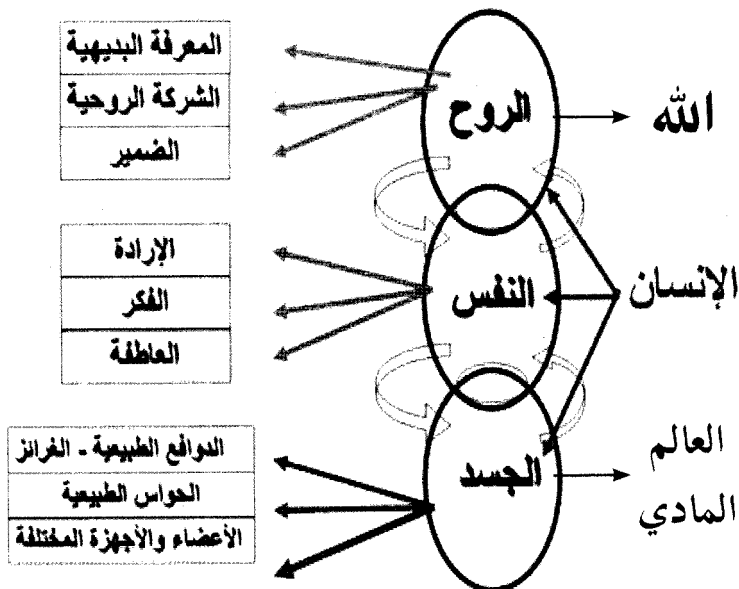 الروح
الله
المعرفة البديهية
الشركة الروحية
الضمير
النفس
الإنسان
الإرادة
الفكر
العاطفة
الجسد
العالم
المادي
الدوافع الطبيعية - الغرائز
الحواس الطبيعية
الأعضاء والأجهزة المختلفة